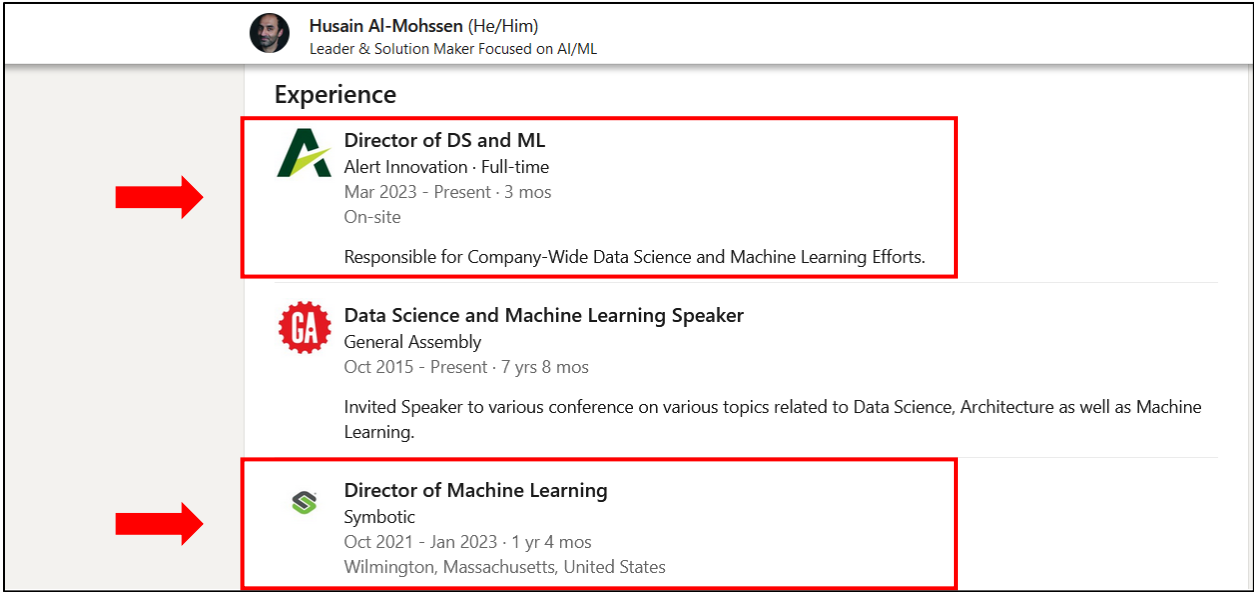 Husain Al-Mohssen (He/Him)
Leader & Solution Maker Focused on AI/ML
Experience
Director of DS and ML
Alert Innovation · Full-time
Mar 2023 - Present · 3 mos
On-site
Responsible for Company-Wide Data Science and Machine Learning Efforts.
GA
Data Science and Machine Learning Speaker
General Assembly
Oct 2015 - Present · 7 yrs 8 mos
Invited Speaker to various conference on various topics related to Data Science, Architecture as well as Machine
Learning.
Director of Machine Learning
Symbotic
Oct 2021 - Jan 2023 · 1 yr 4 mos
Wilmington, Massachusetts, United States